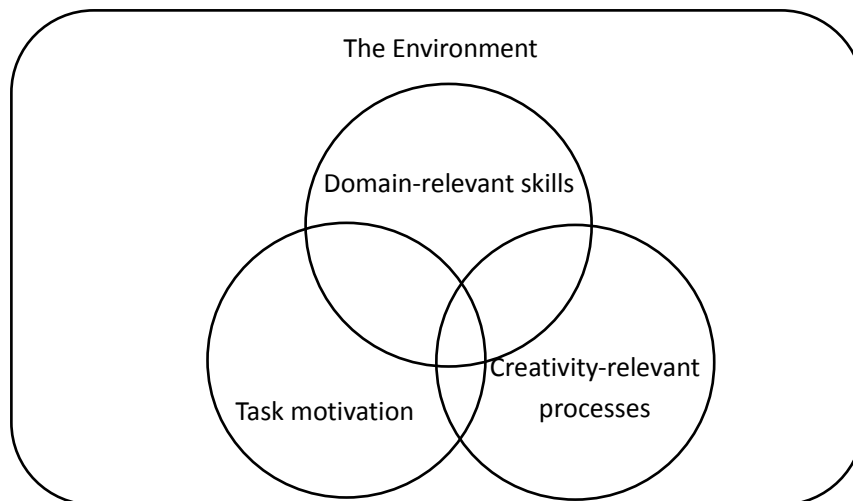 The Environment
Domain-relevant skills
Creativity-relevant
processes
Task motivation